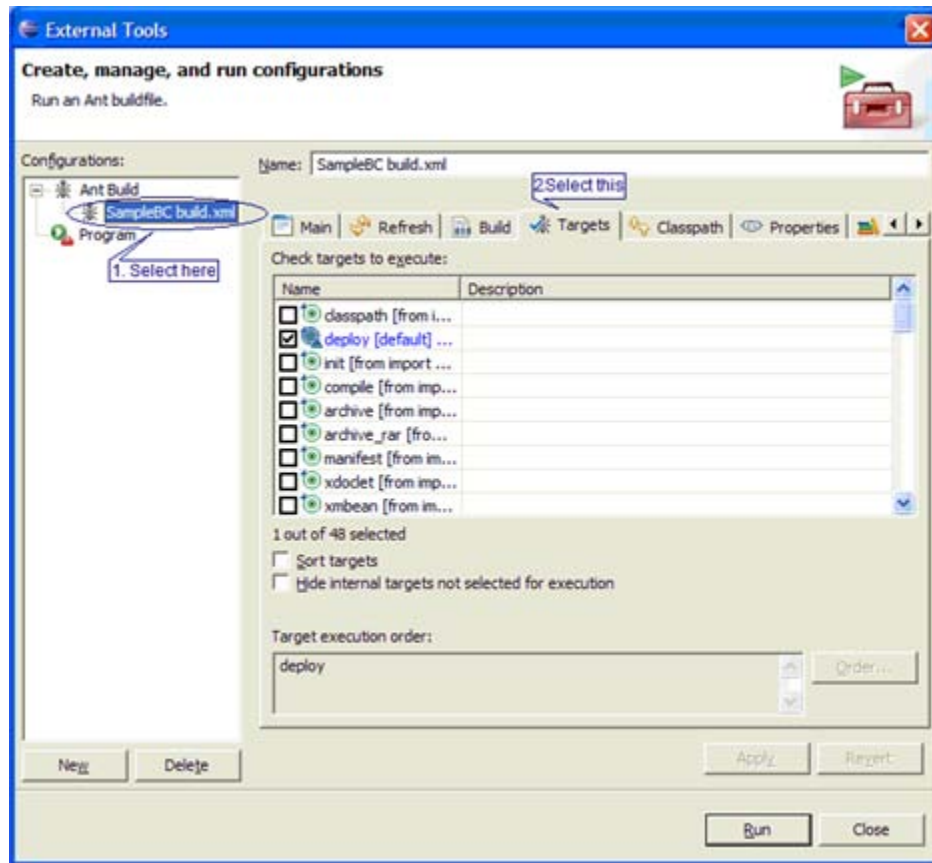 External Tools
Create, manage, and run configurations
Run an Ant buildfile.
Configurations:
Ant Build
SampleBC build.xml
Program
1. Select here
Name: SampleBC build.xml
2.Select this
Main Refresh Build Targets Classpath Properties
Check targets to execute:
Name Description
classpath [from i...
deploy [default] ...
init [from import ...
compile [from imp...
archive [from imp...
archive_rar [fro...
manifest [from im...
xdoclet [from imp...
xmbean [from im...
1 out of 48 selected
Sort targets
Hide internal targets not selected for execution
Target execution order:
deploy
Order...
New Delete
Apply Revert
Run Close